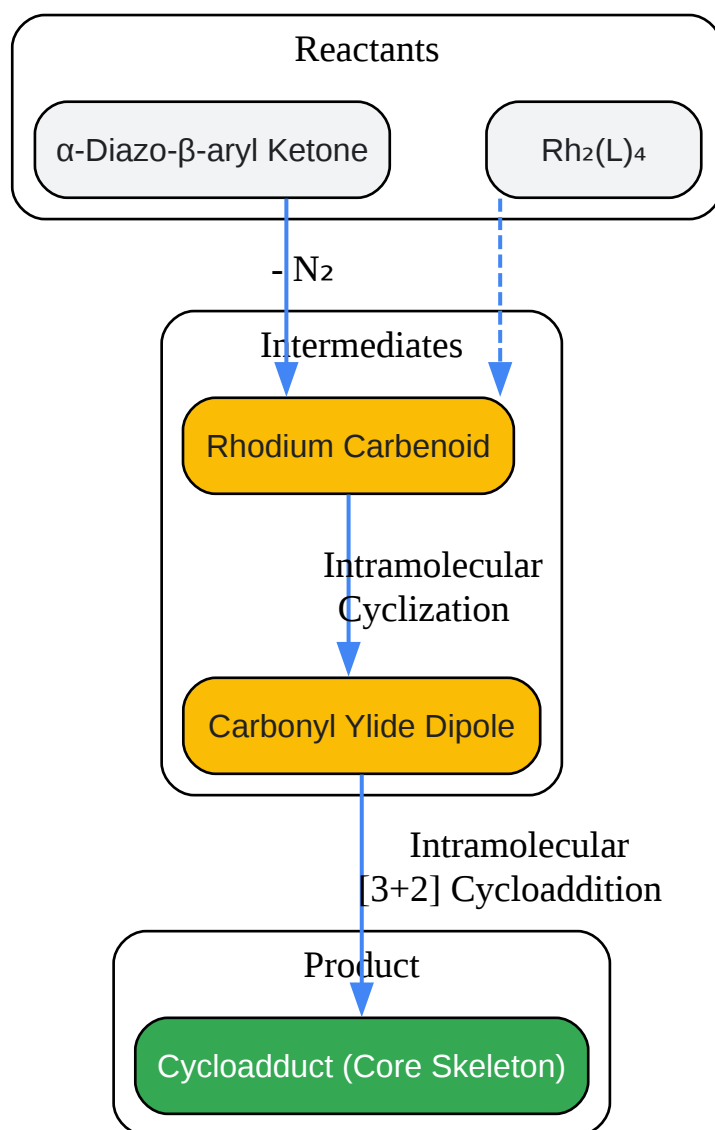 Reactants
α-Diazo-β-aryl Ketone
Rh₂(L)₄
- N₂
Intermediates
Rhodium Carbenoid
Intramolecular
Cyclization
Carbonyl Ylide Dipole
Intramolecular
[3+2] Cycloaddition
Product
Cycloadduct (Core Skeleton)